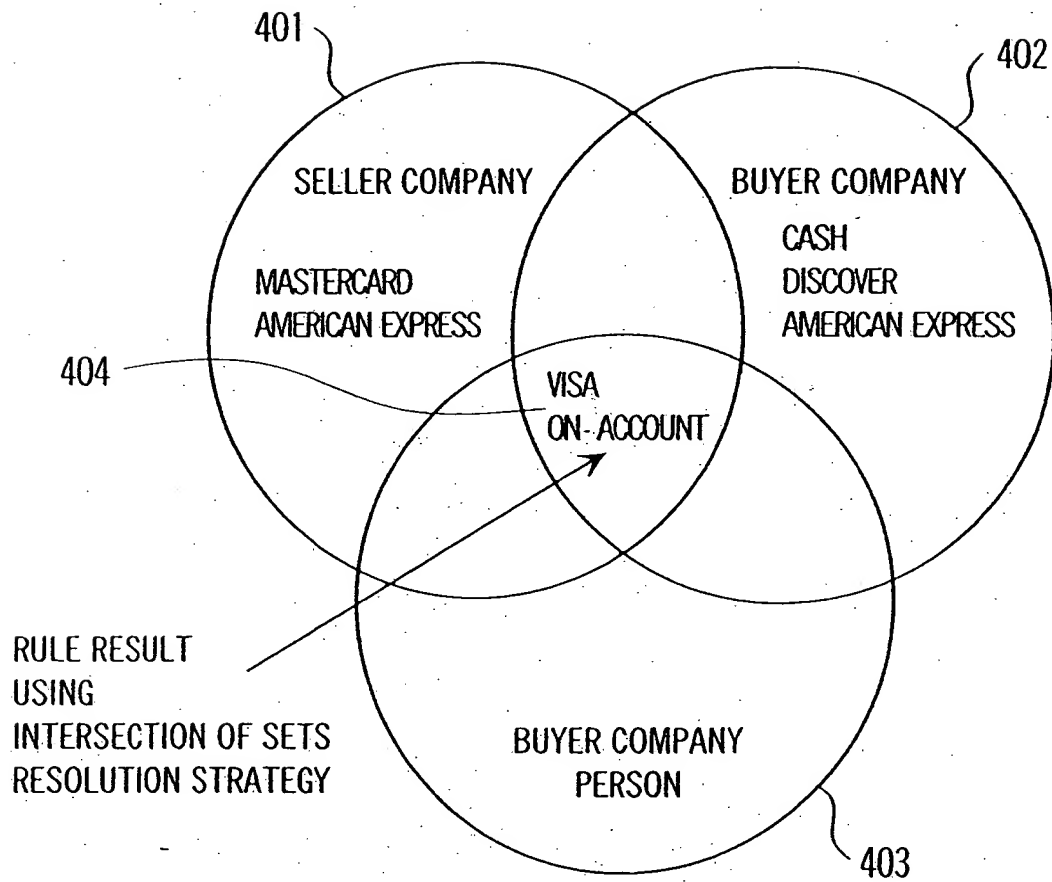 401
402
SELLER COMPANY
BUYER COMPANY
CASH
DISCOVER
AMERICAN EXPRESS
MASTERCARD
AMERICAN EXPRESS
404
VISA
ON-ACCOUNT
RULE RESULT
USING
INTERSECTION OF SETS
RESOLUTION STRATEGY
BUYER COMPANY
PERSON
403